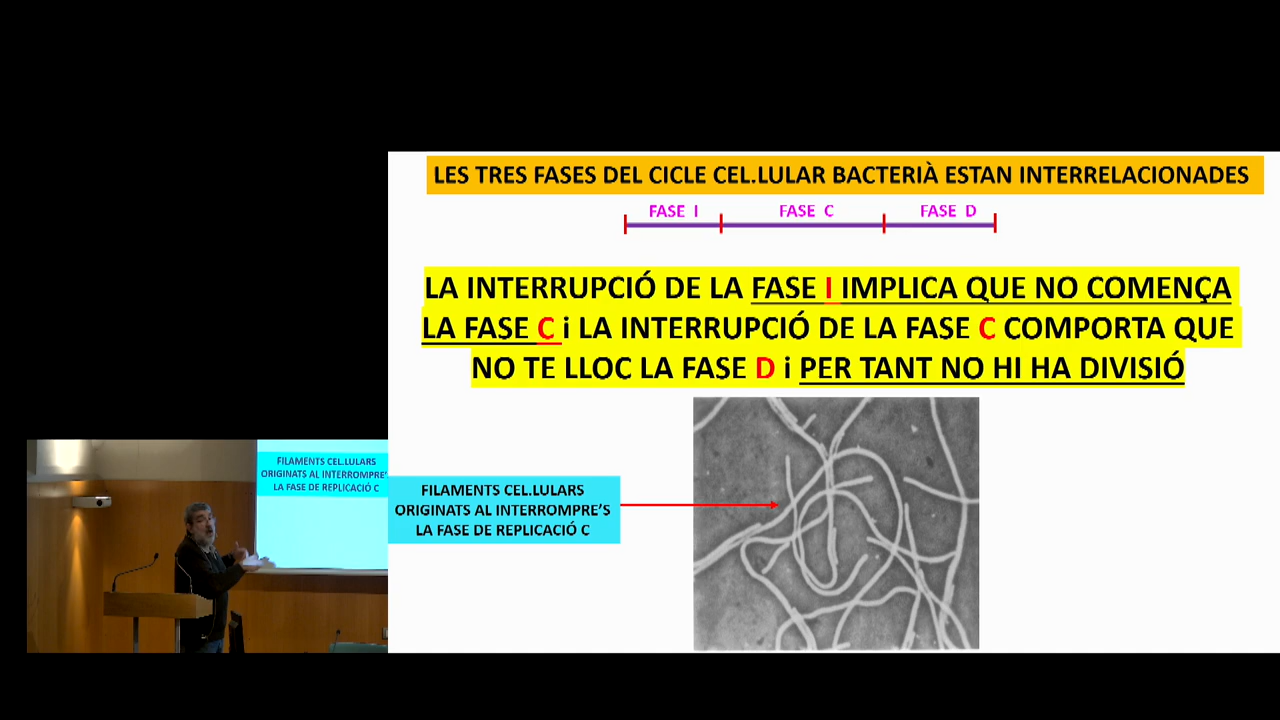 LES TRES FASES DEL CICLE CEL.LULAR BACTERIÀ ESTAN INTERRELACIONADES
FASE I FASE C FASE D
LA INTERRUPCIÓ DE LA FASE I IMPLICA QUE NO COMENÇA
LA FASE C i LA INTERRUPCIÓ DE LA FASE C COMPORTA QUE
NO TE LLOC LA FASE D i PER TANT NO HI HA DIVISIÓ
FILAMENTS CEL.LULARS
ORIGINATS AL INTERROMPRE'S
LA FASE DE REPLICACIÓ C
FILAMENTS CEL.LULARS
ORIGINATS AL INTERROMPRE'
LA FASE DE REPLICACIÓ C